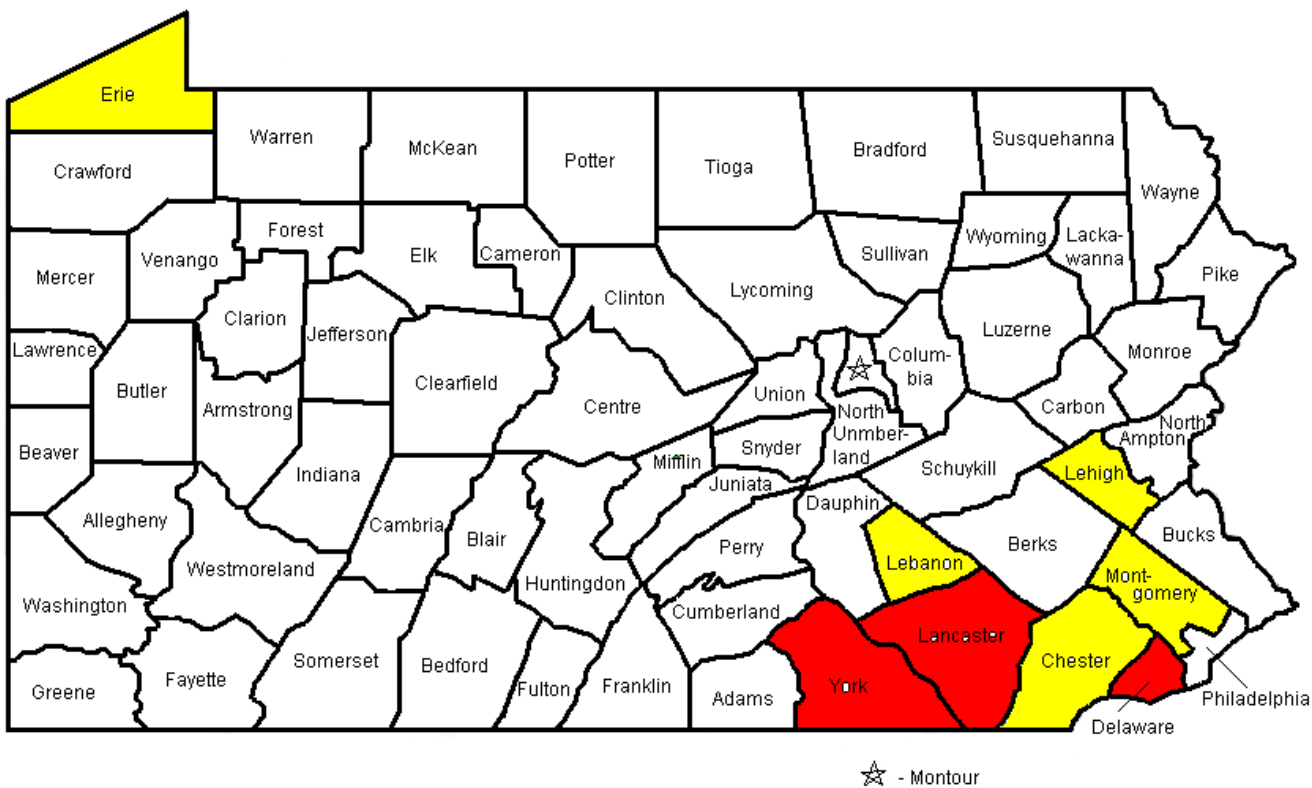 Erie
Warren
McKean
Potter
Tioga
Bradford
Susquehanna
Wayne
Crawford
Forest
Elk
Cameron
Sullivan
Wyoming
Lacka-
wanna
Pike
Mercer
Venango
Clarion
Jefferson
Clinton
Lycoming
Luzerne
Monroe
Lawrence
Butler
Armstrong
Clearfield
Centre
Union
Colum-
bia
Carbon
North
Ampton
Beaver
Indiana
Mifflin
Snyder
North
Unmber-
land
Schuykill
Lehigh
Allegheny
Cambria
Blair
Juniata
Dauphin
Berks
Bucks
Westmoreland
Huntingdon
Perry
Lebanon
Mont-
gomery
Washington
Cumberland
Lancaster
Greene
Fayette
Somerset
Bedford
Fulton
Franklin
Adams
York
Chester
Philadelphia
Delaware
- Montour